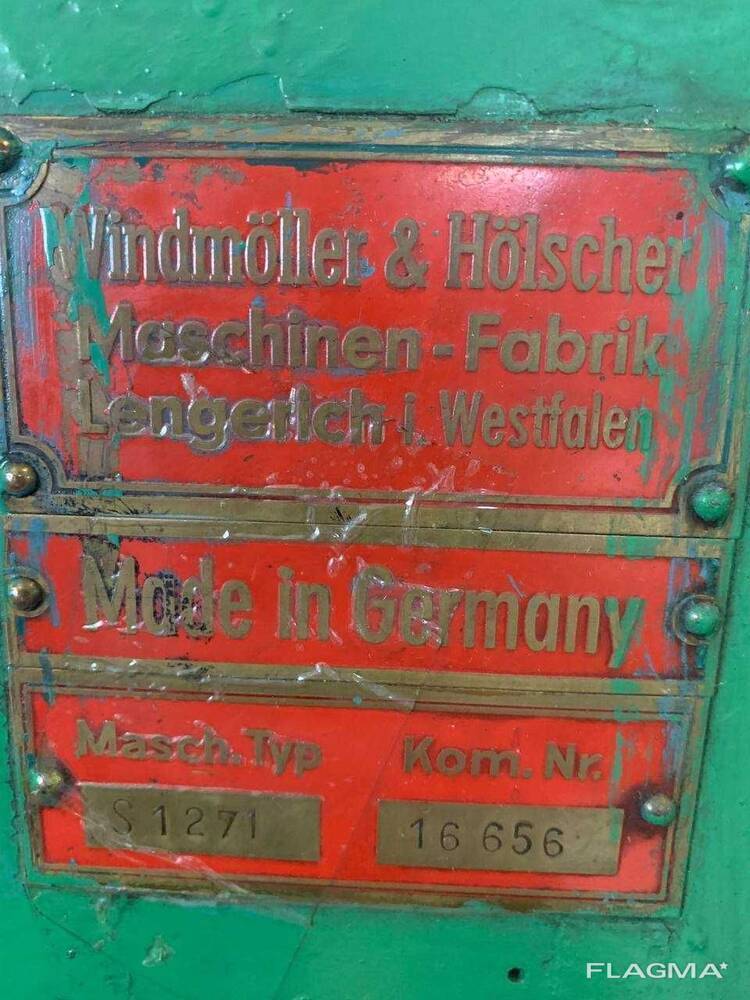 Windmöller & Hölscher
Maschinen-Fabrik
Lengerich i. Westfalen
Made in Germany
Masch. Typ Kom. Nr.
S 1271 16 656
FLAGMA